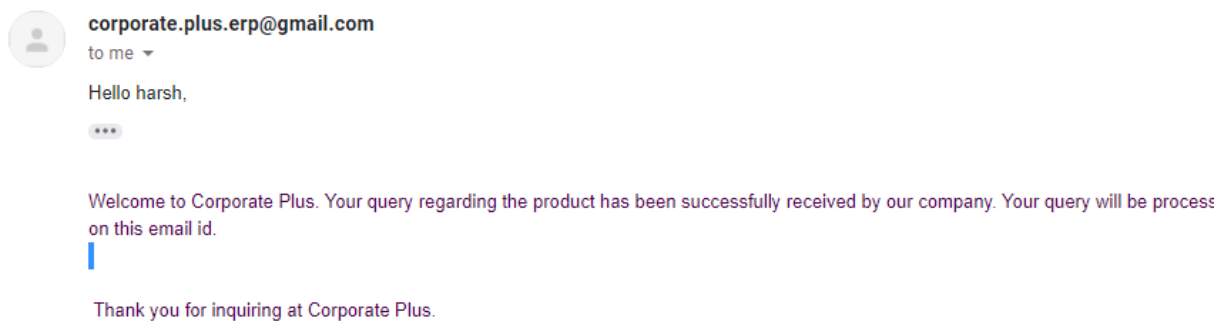 corporate.plus.erp@gmail.com
to me
Hello harsh,
Welcome to Corporate Plus. Your query regarding the product has been successfully received by our company. Your query will be process
on this email id.
Thank you for inquiring at Corporate Plus.